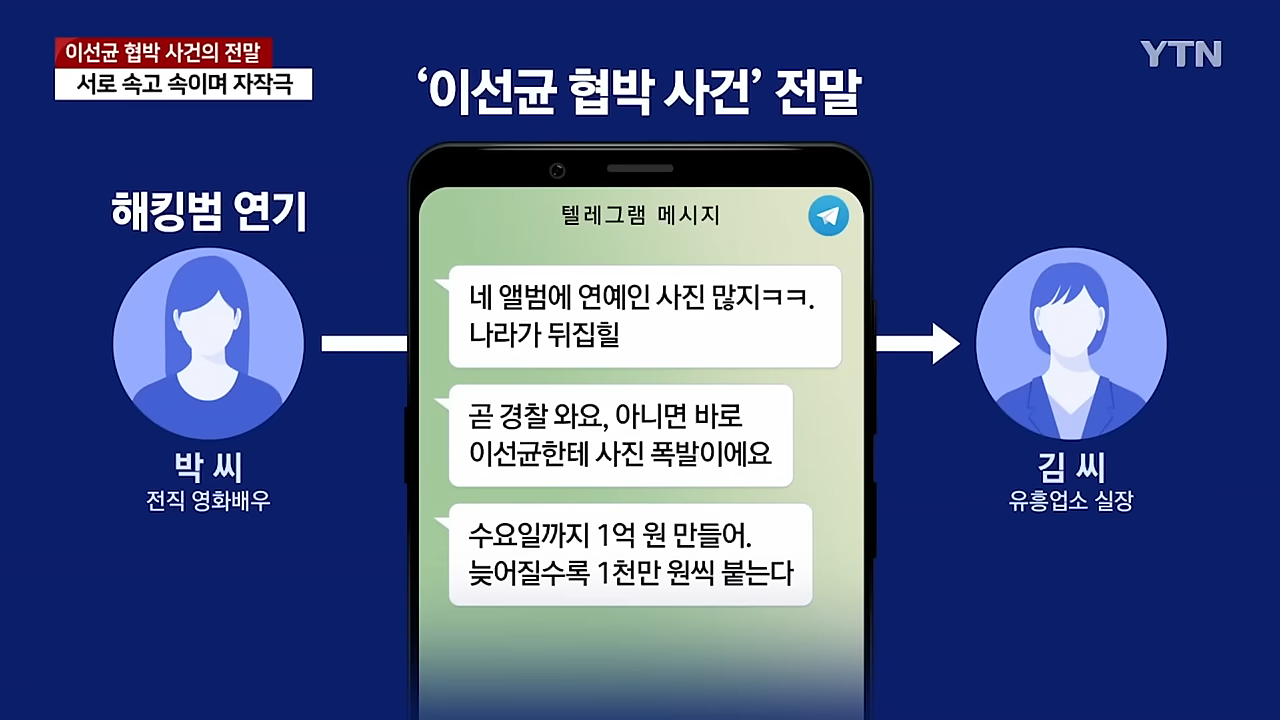 이선균 협박 사건의 전말
서로 속고 속이며 자작극
YTN
‘이선균 협박 사건’ 전말
해킹범 연기
박 씨
전직 영화배우
텔레그램 메시지
네 앨범에 연예인 사진 많지ㅋㅋ.
나라가 뒤집힐
곧 경찰 와요, 아니면 바로
이선균한테 사진 폭발이에요
수요일까지 1억 원 만들어.
늦어질수록 1천만 원씩 붙는다
김 씨
유흥업소 실장